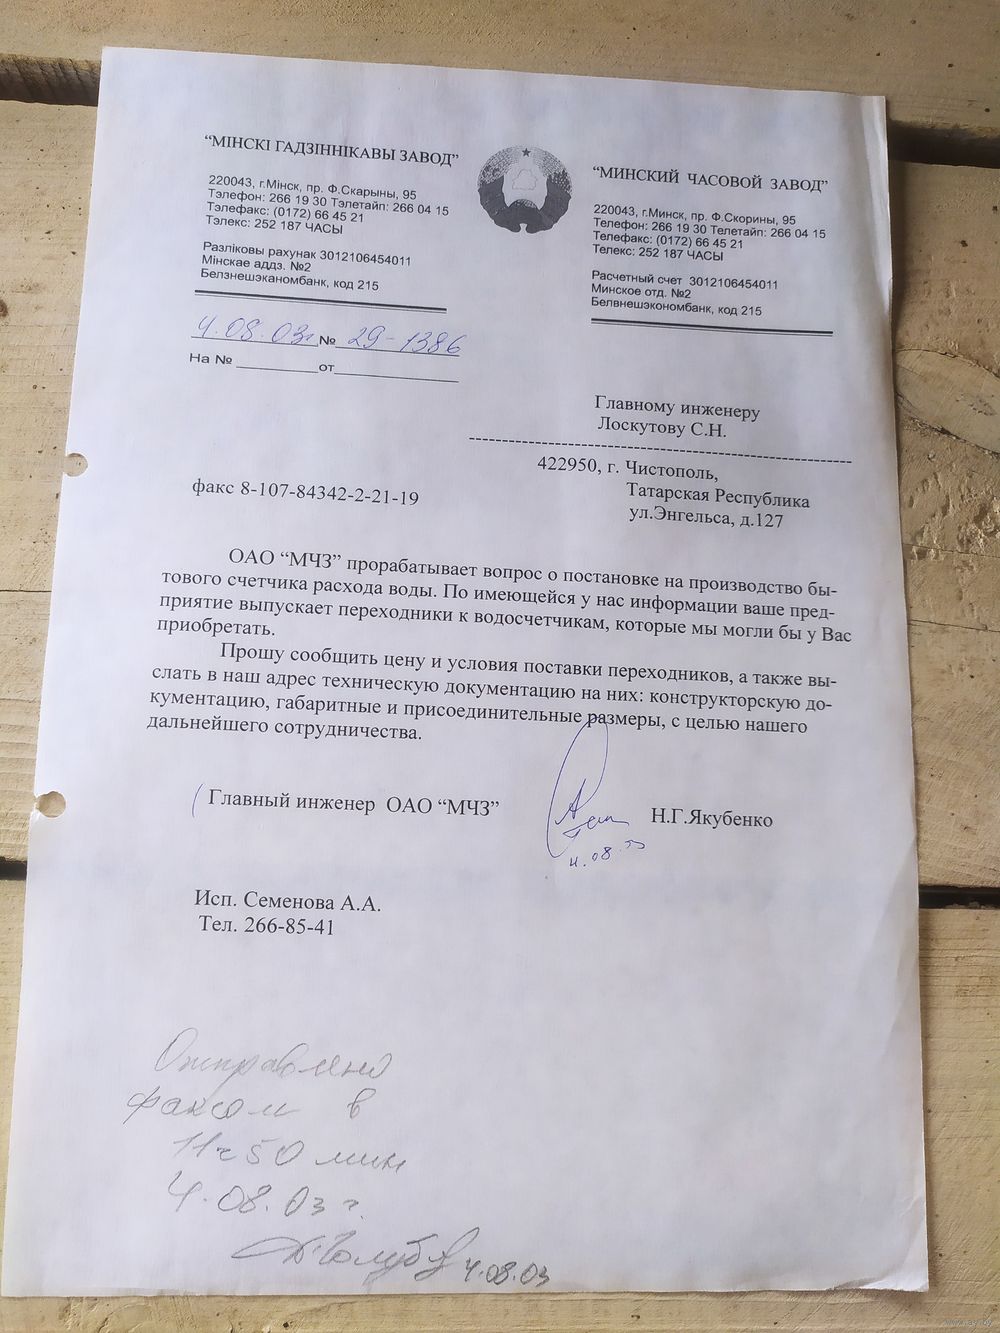 “МІНСКІ ГАДЗІННІКАВЫ ЗАВОД”
220043, г.Мінск, пр. Ф.Скарыны, 95
Тэлефон: 266 19 30 Тэлетайп: 266 04 15
Тэлефакс: (0172) 66 45 21
Тэлекс: 252 187 ЧАСЫ
Разліковы рахунак 3012106454011
Мінскае аддз. №2
Белзнешэканомбанк, код 215
“МИНСКИЙ ЧАСОВОЙ ЗАВОД”
220043, г.Минск, пр. Ф.Скорины, 95
Телефон: 266 19 30 Телетайп: 266 04 15
Телефакс: (0172) 66 45 21
Телекс: 252 187 ЧАСЫ
Расчетный счет 3012106454011
Минское отд. №2
Белвнешэкономбанк, код 215
4.08.03г № 29-1386
На № от
Главному инженеру
Лоскутову С.Н.
422950, г. Чистополь,
Татарская Республика
ул.Энгельса, д.127
факс 8-107-84342-2-21-19
ОАО “МЧЗ” прорабатывает вопрос о постановке на производство бы-
тового счетчика расхода воды. По имеющейся у нас информации ваше пред-
приятие выпускает переходники к водосчетчикам, которые мы могли бы у Вас
приобретать.
Прошу сообщить цену и условия поставки переходников, а также вы-
слать в наш адрес техническую документацию на них: конструкторскую до-
кументацию, габаритные и присоединительные размеры, с целью нашего
дальнейшего сотрудничества.
Главный инженер ОАО “МЧЗ”
Н.Г.Якубенко
4.08.03
Исп. Семенова А.А.
Тел. 266-85-41
Отправлено
факсом в
11ч 50 мин
4.08.03 г.
4.08.03